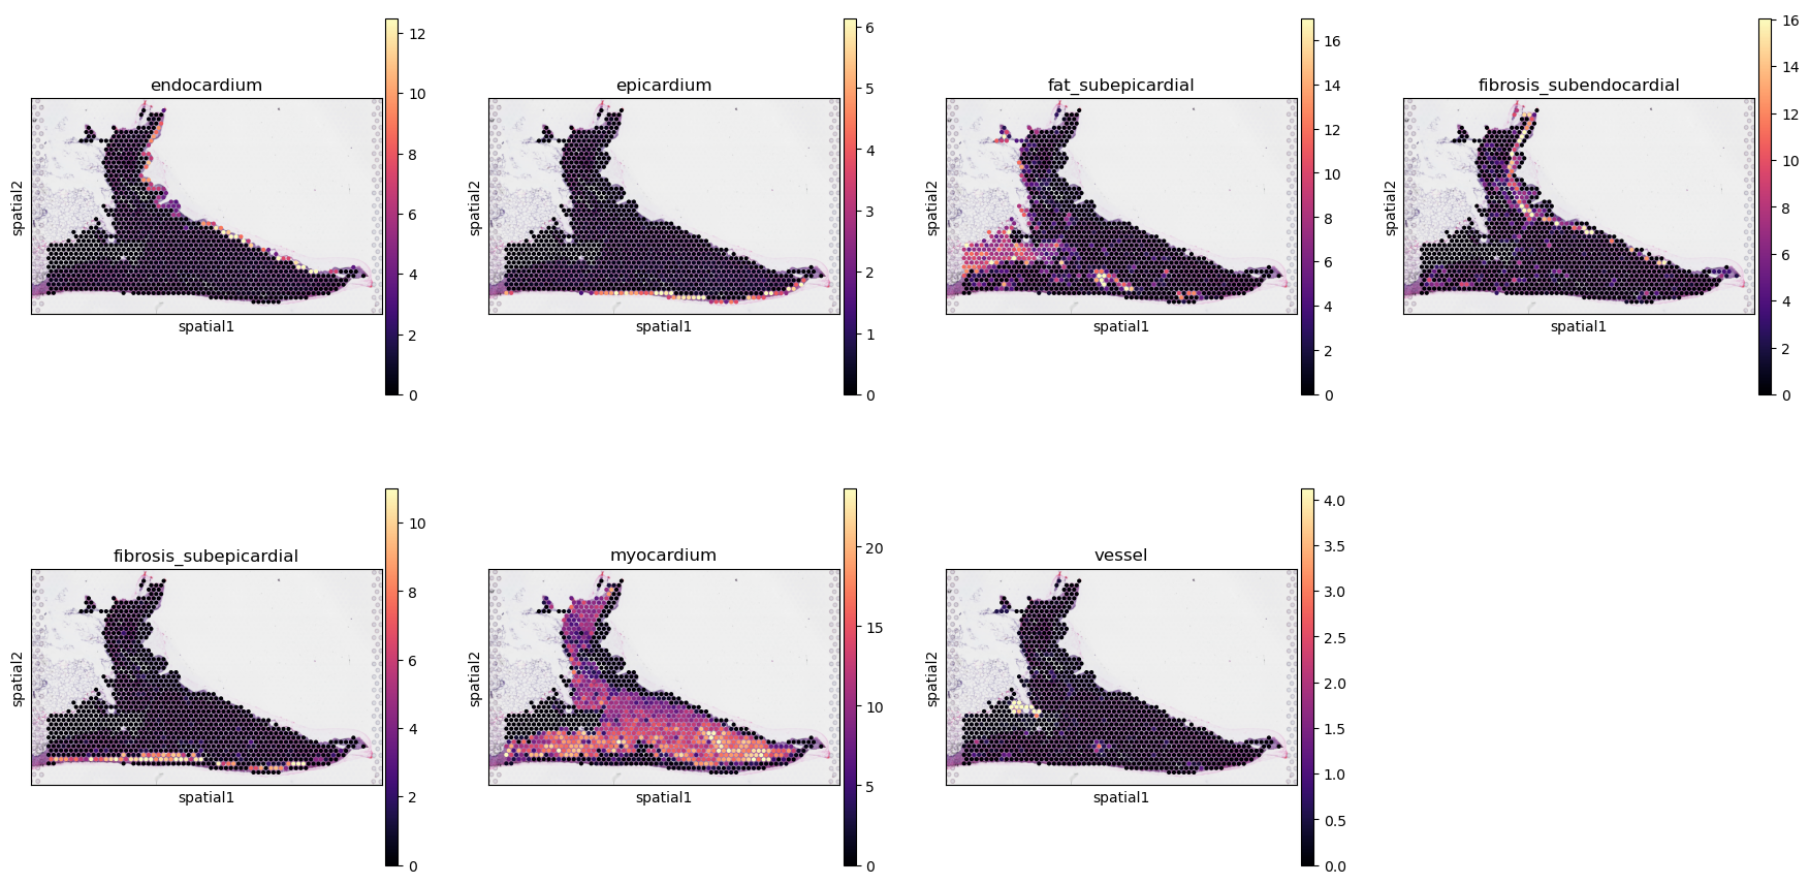 endocardium
spatial2
spatial1
12
10
8
6
4
2
0
epicardium
spatial2
spatial1
6
5
4
3
2
1
0
fat_subepicardial
spatial2
spatial1
16
14
12
10
8
6
4
2
0
fibrosis_subendocardial
spatial2
spatial1
16
14
12
10
8
6
4
2
0
fibrosis_subepicardial
spatial2
spatial1
10
8
6
4
2
0
myocardium
spatial2
spatial1
20
15
10
5
0
vessel
spatial2
spatial1
4.0
3.5
3.0
2.5
2.0
1.5
1.0
0.5
0.0